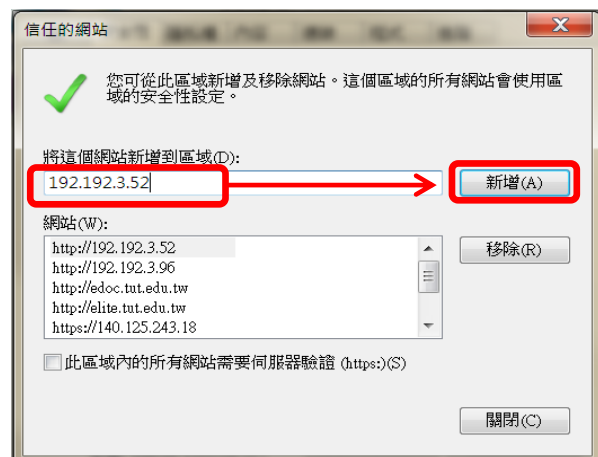 信任的網站
您可從此區域新增及移除網站。這個區域的所有網站會使用區
域的安全性設定。
將這個網站新增到區域(D):
192.192.3.52
新增(A)
網站(W):
http://192.192.3.52
http://192.192.3.96
http://edoc.tut.edu.tw
http://elite.tut.edu.tw
https://140.125.243.18
移除(R)
此區域內的所有網站需要伺服器驗證 (https:)(S)
關閉(C)